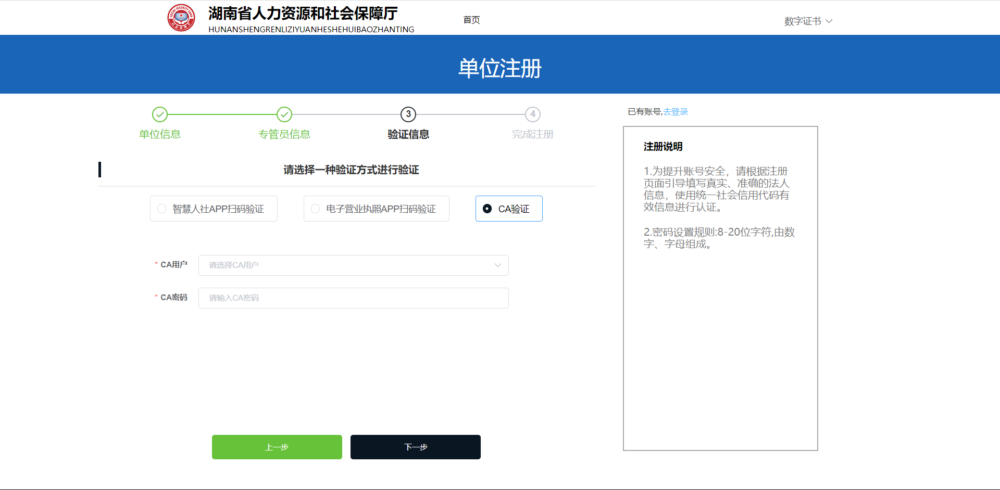 湖南省人力资源和社会保障厅
HUNANSHENGRENLIZIYUANHESHEHUIBAOZHANTING
首页
数字证书
单位注册
3
4
单位信息
专管员信息
验证信息
完成注册
已有账号,去登录
请选择一种验证方式进行验证
智慧人社APP扫码验证
电子营业执照APP扫码验证
CA验证
* CA用户
请选择CA用户
* CA密码
请输入CA密码
上一步
下一步
注册说明
1.为提升账号安全，请根据注册
页面引导填写真实、准确的法人
信息，使用统一社会信用代码有
效信息进行认证。
2.密码设置规则:8-20位字符,由数
字、字母组成。